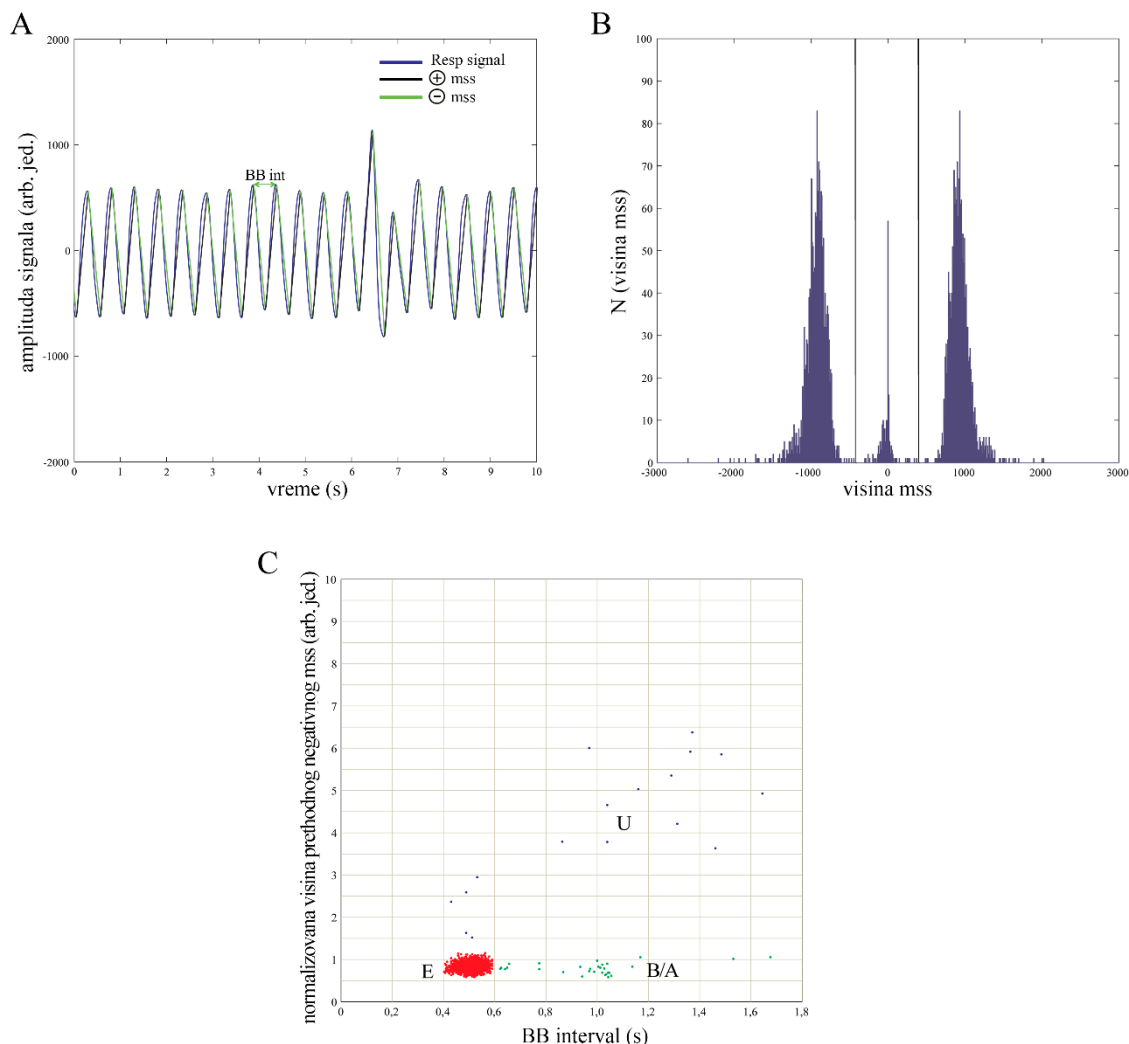 A
amplituda signala (arb. jed.)
2000
1000
0
-1000
-2000
Resp signal
+ mss
− mss
BB int
0 1 2 3 4 5 6 7 8 9 10
vreme (s)
B
N (visina mss)
100
90
80
70
60
50
40
30
20
10
0
-3000 -2000 -1000 0 1000 2000 3000
visina mss
C
normalizovana visina prethodnog negativnog mss (arb. jed.)
10
9
8
7
6
5
4
3
2
1
0
U
E
B/A
0 0,2 0,4 0,6 0,8 1,0 1,2 1,4 1,6 1,8
BB interval (s)